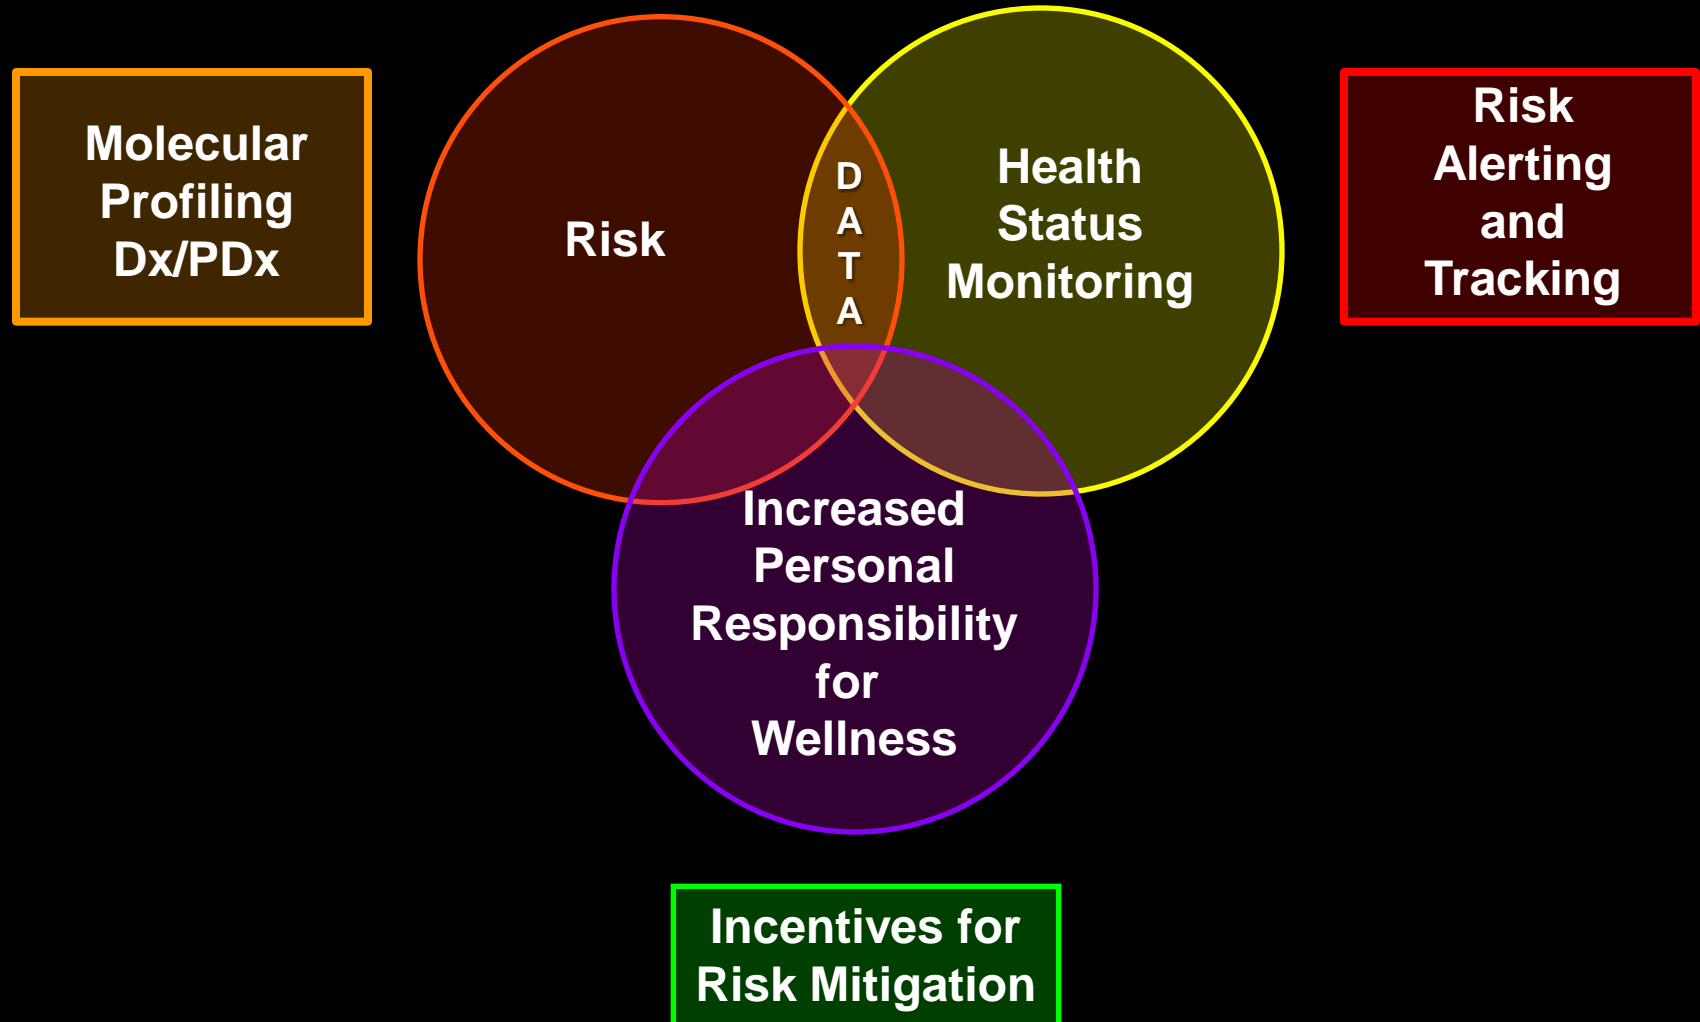 Molecular
Profiling
Dx/PDx
Risk
D
A
T
A
Health
Status
Monitoring
Risk
Alerting
and
Tracking
Increased
Personal
Responsibility
for
Wellness
Incentives for
Risk Mitigation